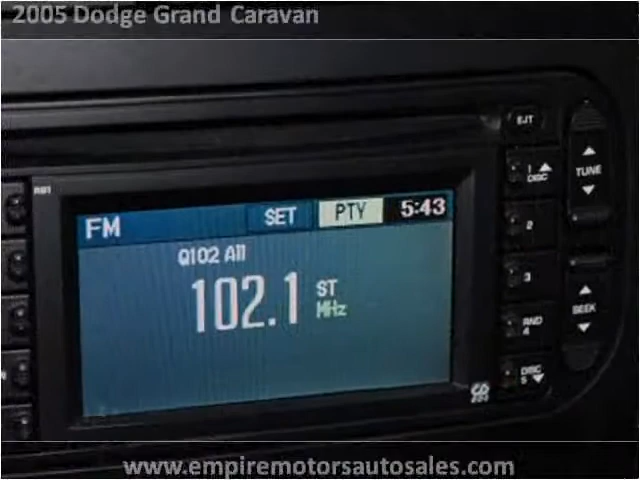 2005 Dodge Grand Caravan
EJT
RB1
1 DISC
TUNE
FM SET PTY 5:43
Q102 All
2
102.1 ST
MHz
3
SEEK
RND
4
DISC
5
www.empiremotorsautosales.com